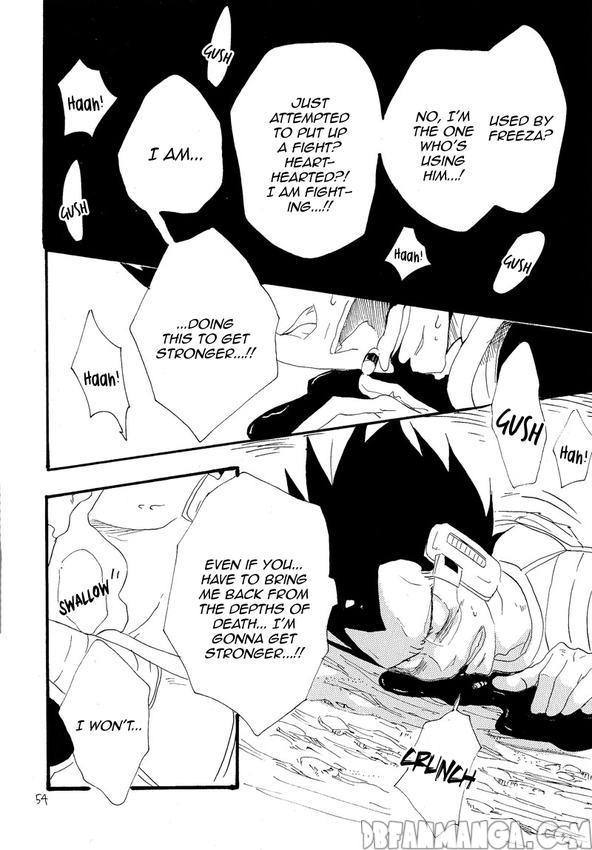 USED BY
FREEZA?
NO, I'M
THE ONE
WHO'S
USING
HIM...!
JUST
ATTEMPTED
TO PUT UP
A FIGHT?
HEART-
HEARTED?!
I AM FIGHT-
ING...!!
I AM...
GUSH
Haah!
GUSH
Haah!
GUSH
...DOING
THIS TO GET
STRONGER...!!
Haah!
GUSH
Hah!
EVEN IF YOU...
HAVE TO BRING
ME BACK FROM
THE DEPTHS OF
DEATH... I'M
GONNA GET
STRONGER...!!
SWALLOW
I WON'T...
CRUNCH
54
DBFANMANGA.COM